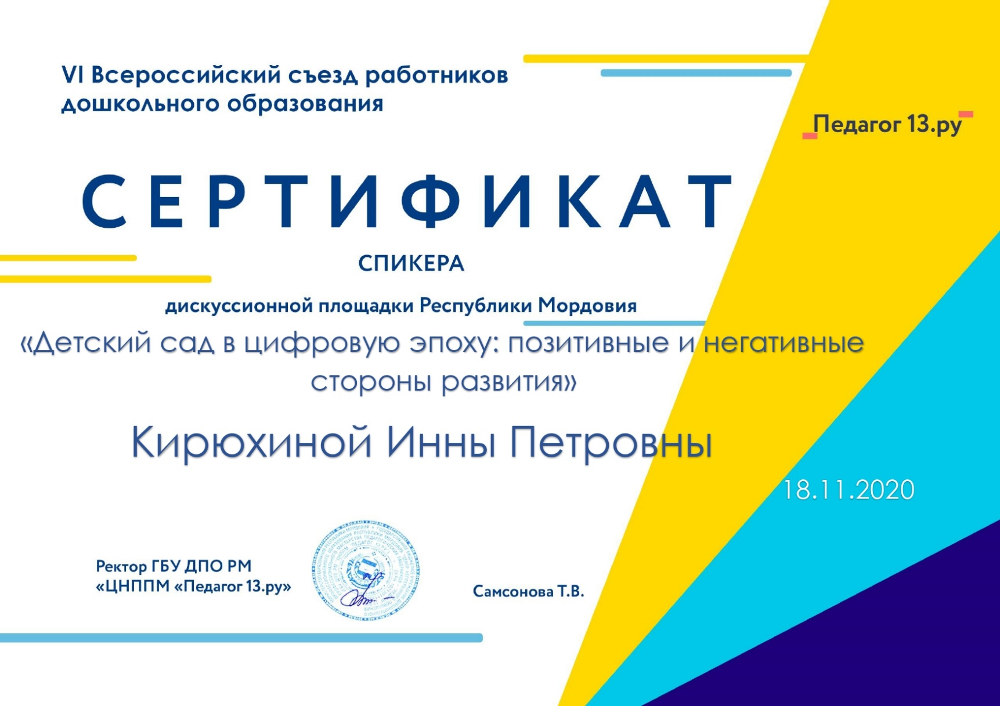 VI Всероссийский съезд работников
дошкольного образования
Педагог 13.ру
СЕРТИФИКАТ
СПИКЕРА
дискуссионной площадки Республики Мордовия
«Детский сад в цифровую эпоху: позитивные и негативные
стороны развития»
Кирюхиной Инны Петровны
18.11.2020
Ректор ГБУ ДПО РМ
«ЦНППМ «Педагог 13.ру»
Самсонова Т.В.